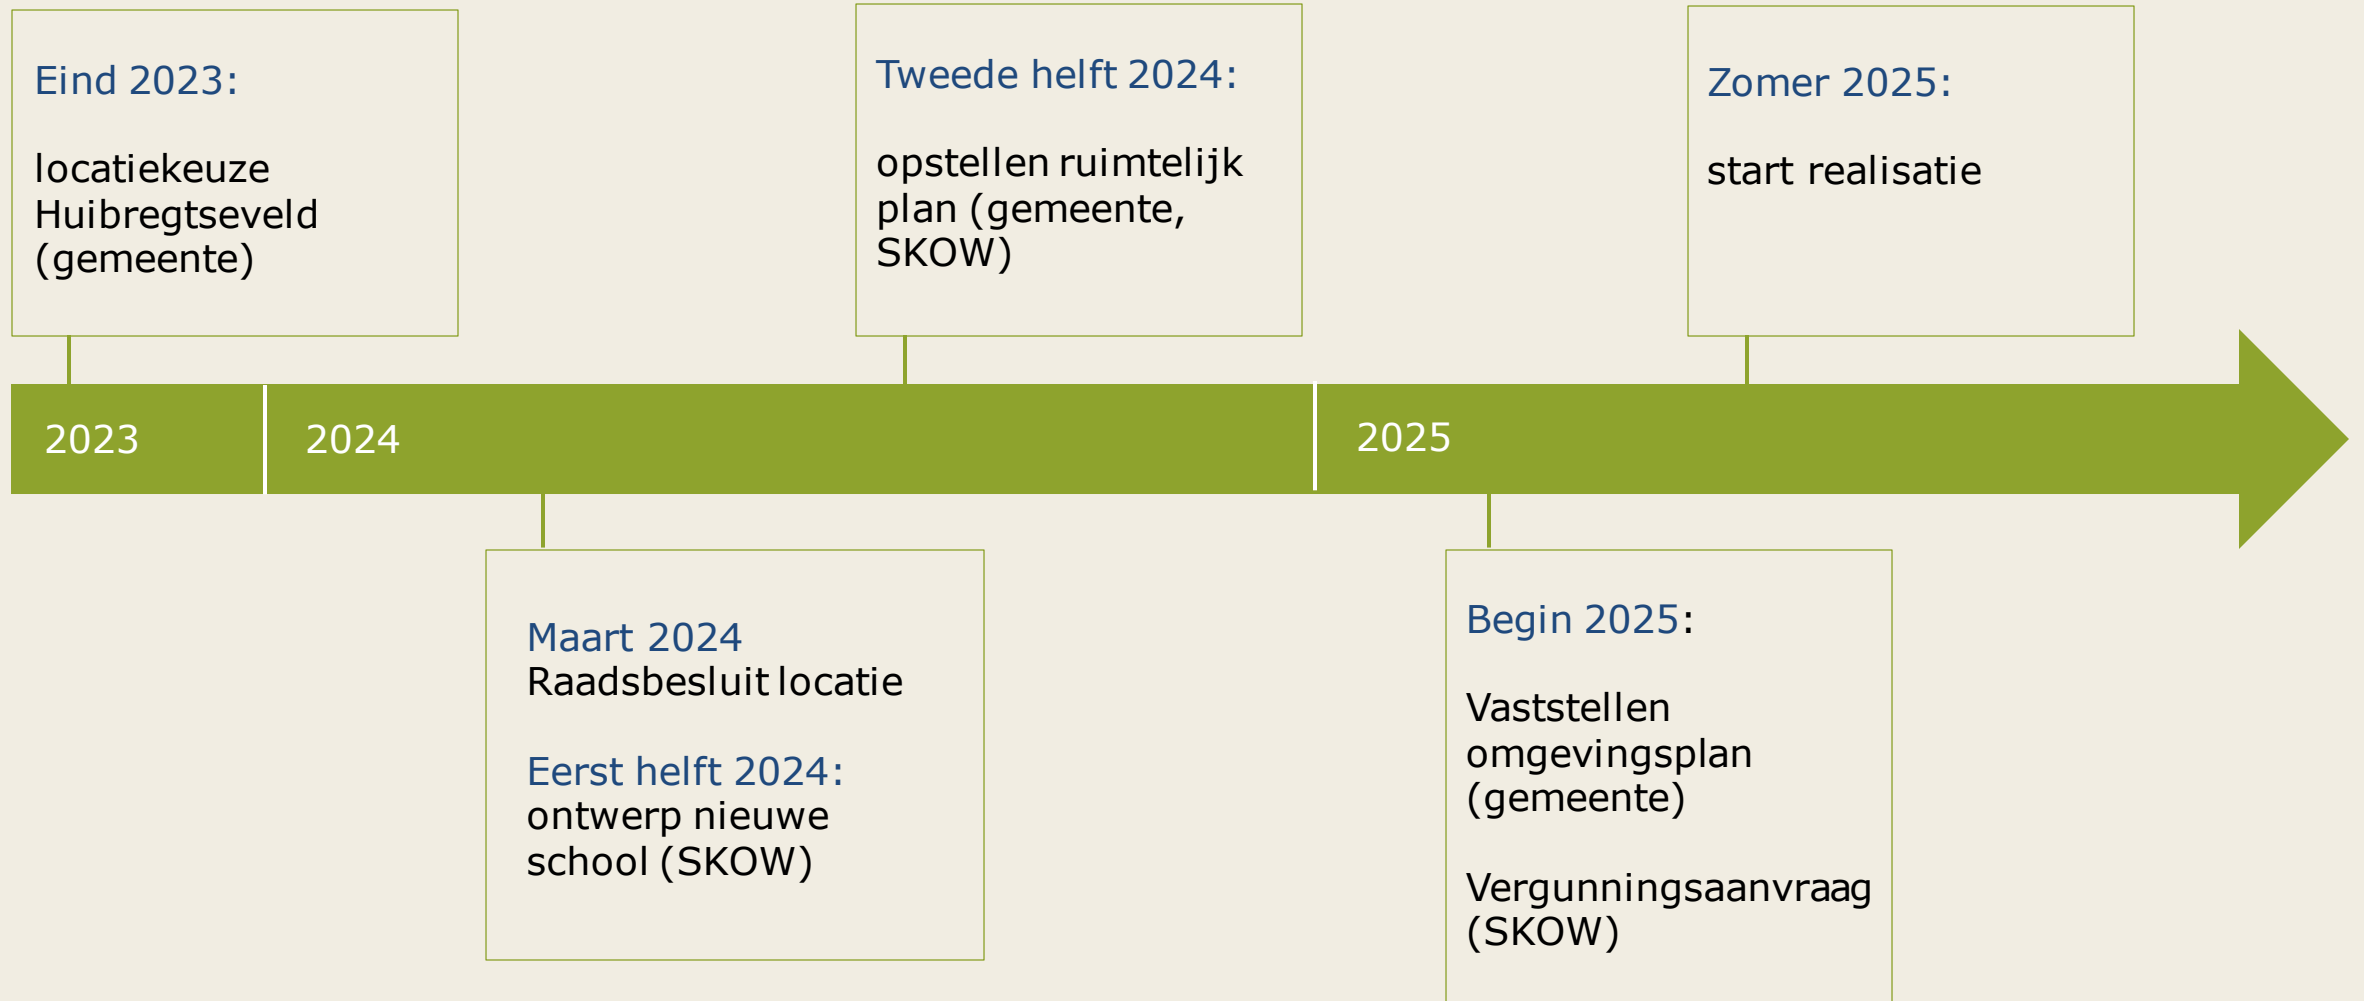 Eind 2023:
locatiekeuze
Huibregtseveld
(gemeente)
Tweede helft 2024:
opstellen ruimtelijk
plan (gemeente,
SKOW)
Zomer 2025:
start realisatie
2023
2024
2025
Maart 2024
Raadsbesluit locatie
Eerst helft 2024:
ontwerp nieuwe
school (SKOW)
Begin 2025:
Vaststellen
omgevingsplan
(gemeente)
Vergunningsaanvraag
(SKOW)